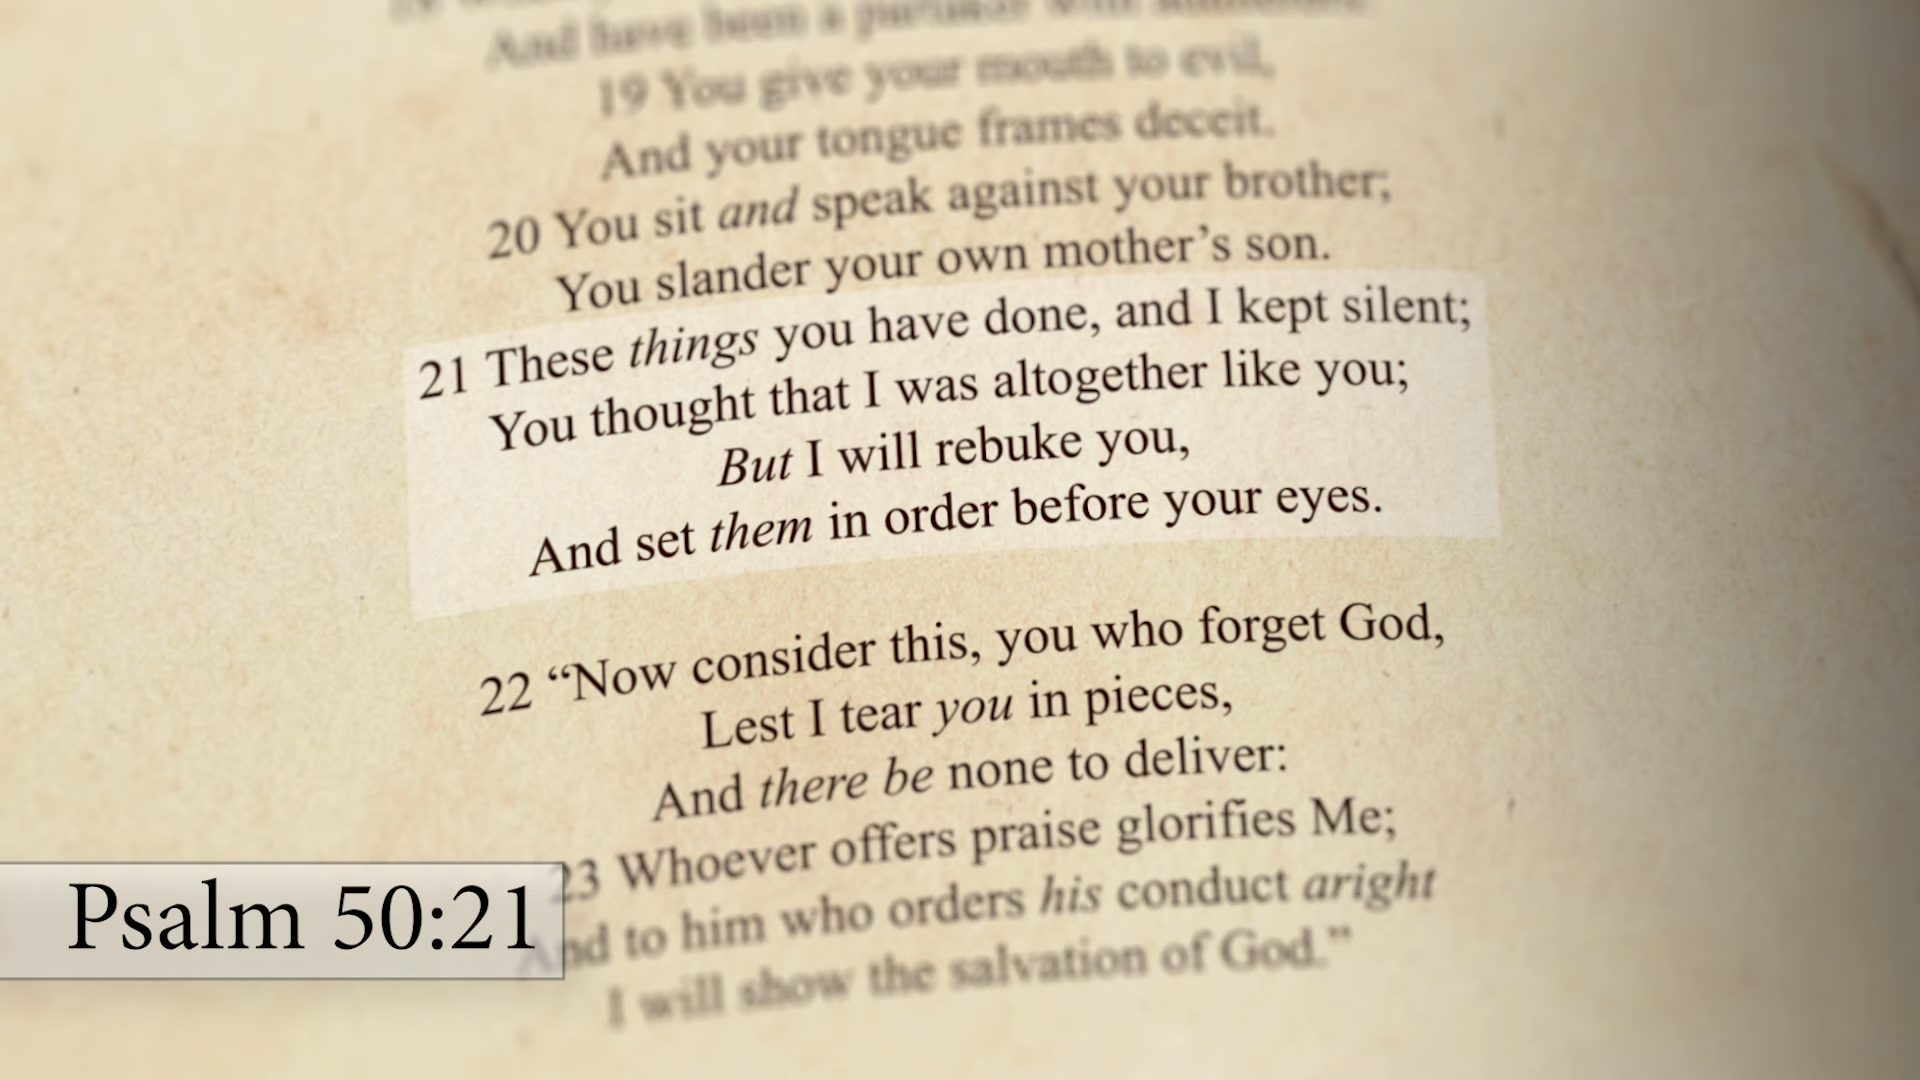 And have been a partaker with
19 You give your mouth to evil,
And your tongue frames deceit.
20 You sit and speak against your brother;
You slander your own mother’s son.
21 These things you have done, and I kept silent;
You thought that I was altogether like you;
But I will rebuke you,
And set them in order before your eyes.
22 “Now consider this, you who forget God,
Lest I tear you in pieces,
And there be none to deliver:
23 Whoever offers praise glorifies Me;
And to him who orders his conduct aright
I will show the salvation of God.”
Psalm 50:21